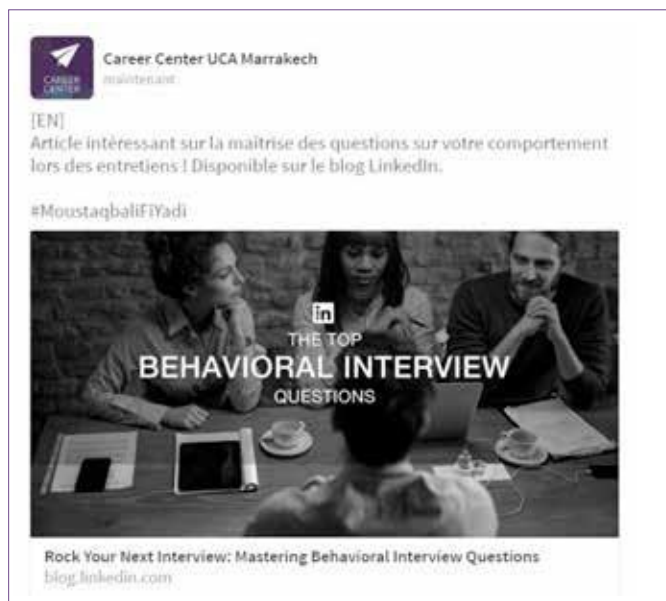 CAREER
CENTER
Career Center UCA Marrakech
maintenant
[EN]
Article intéressant sur la maîtrise des questions sur votre comportement
lors des entretiens ! Disponible sur le blog LinkedIn.
#MoustaqbaliFiYadi
in
THE TOP
BEHAVIORAL INTERVIEW
QUESTIONS
Rock Your Next Interview: Mastering Behavioral Interview Questions
blog.linkedin.com